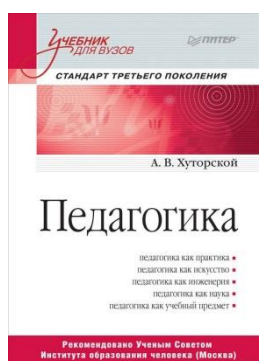 УЧЕБНИК
ДЛЯ ВУЗОВ
ПИТЕР®
СТАНДАРТ ТРЕТЬЕГО ПОКОЛЕНИЯ
А. В. Хуторской
Педагогика
педагогика как практика •
педагогика как искусство •
педагогика как инженерия •
педагогика как наука •
педагогика как учебный предмет •
Рекомендовано Ученым Советом
Института образования человека (Москва)